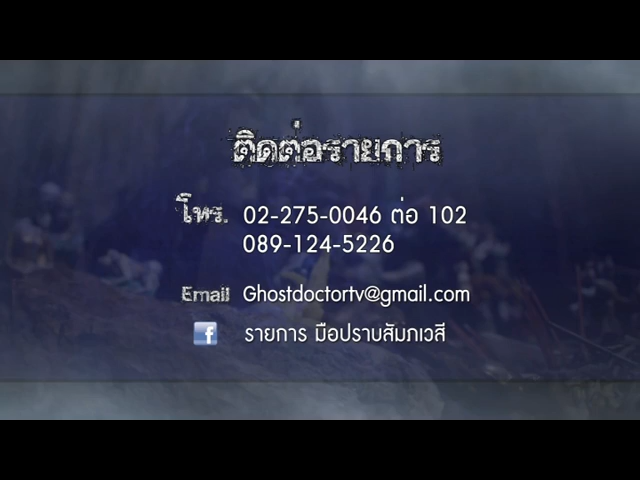 ติดต่อรายการ
โทร. 02-275-0046 ต่อ 102
089-124-5226
Email Ghostdoctortv@gmail.com
f รายการ มือปราบสัมภเวสี